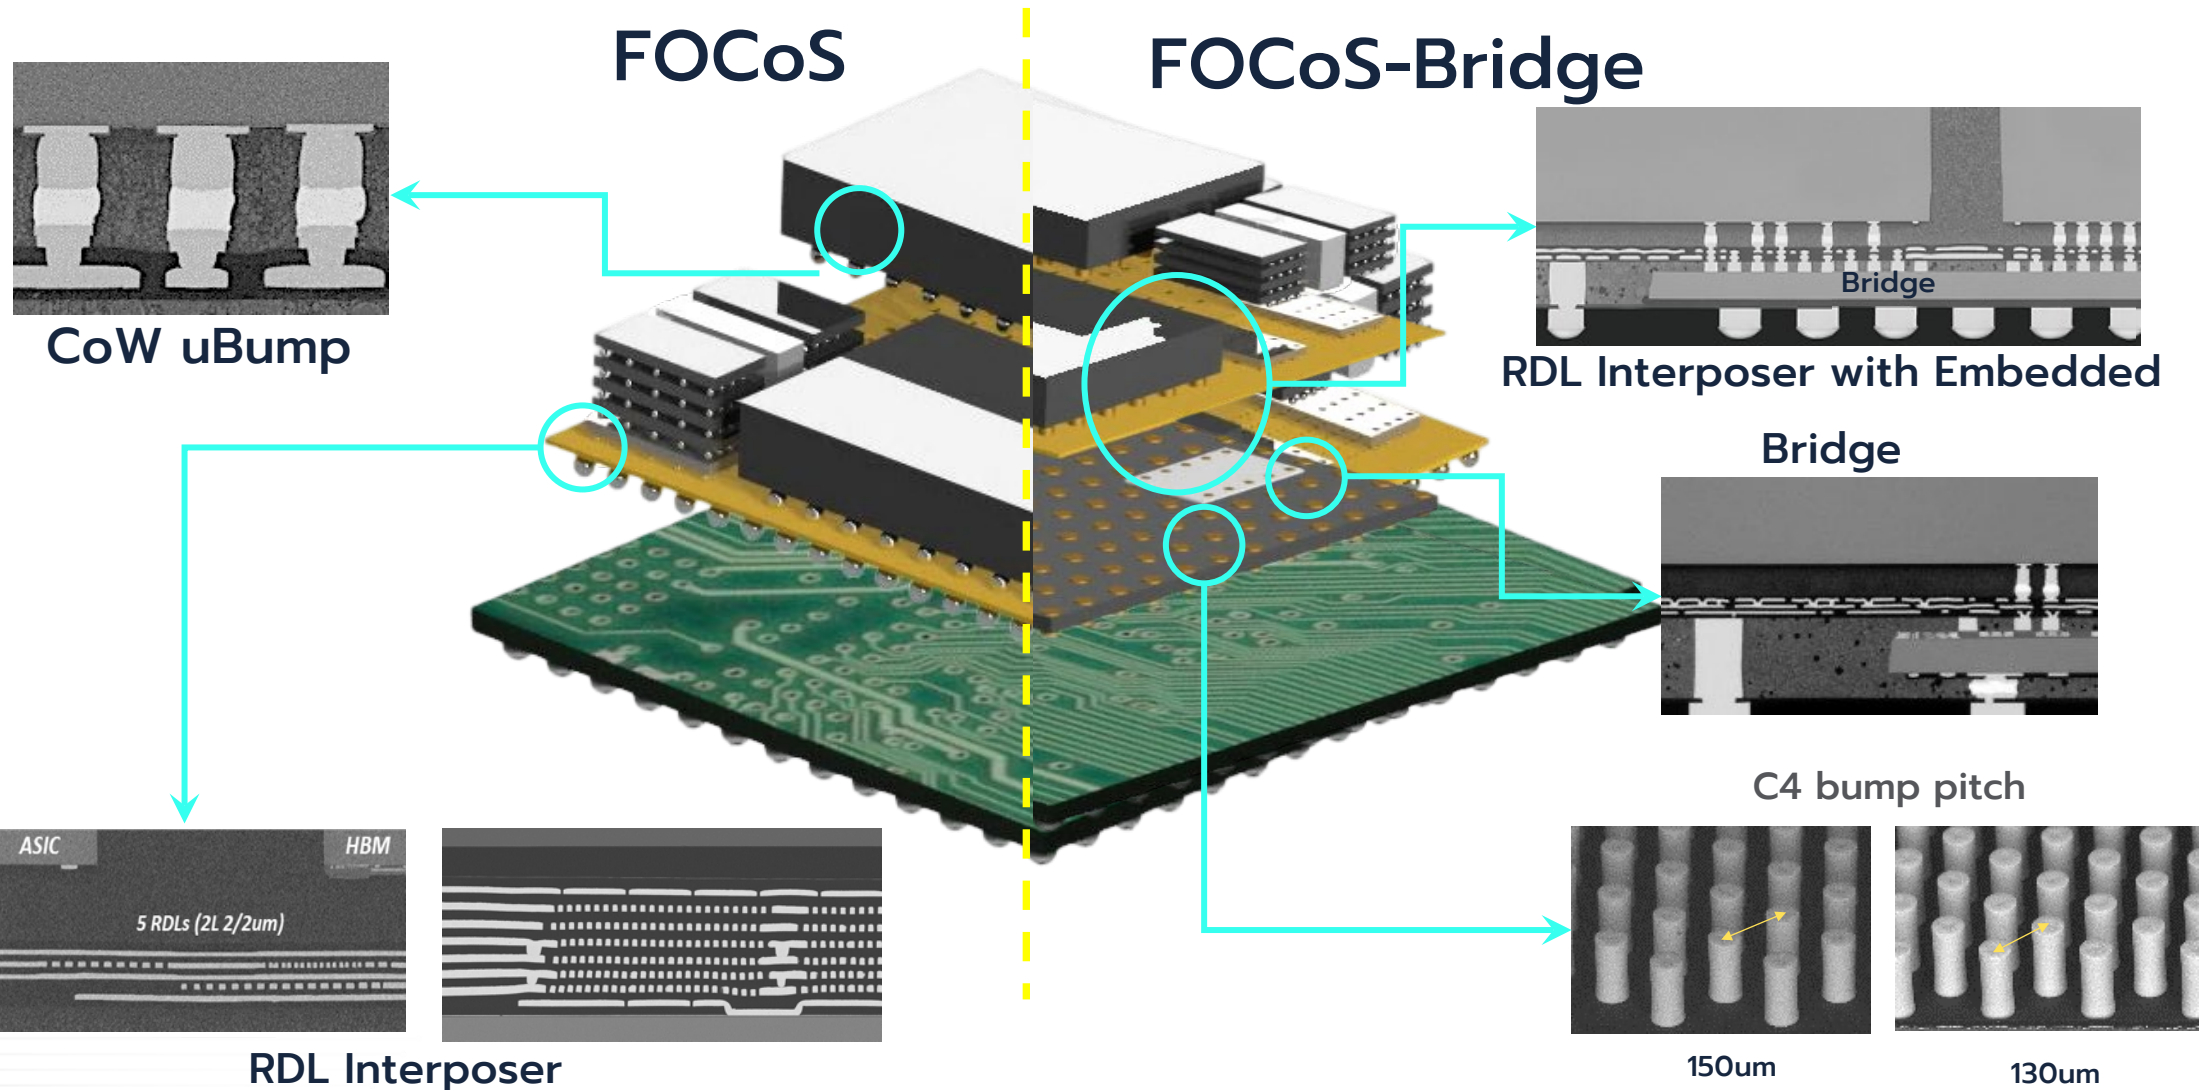 FOCoS
FOCoS-Bridge
CoW uBump
Bridge
RDL Interposer with Embedded
Bridge
C4 bump pitch
ASIC
HBM
5 RDLs (2L 2/2um)
RDL Interposer
150um
130um